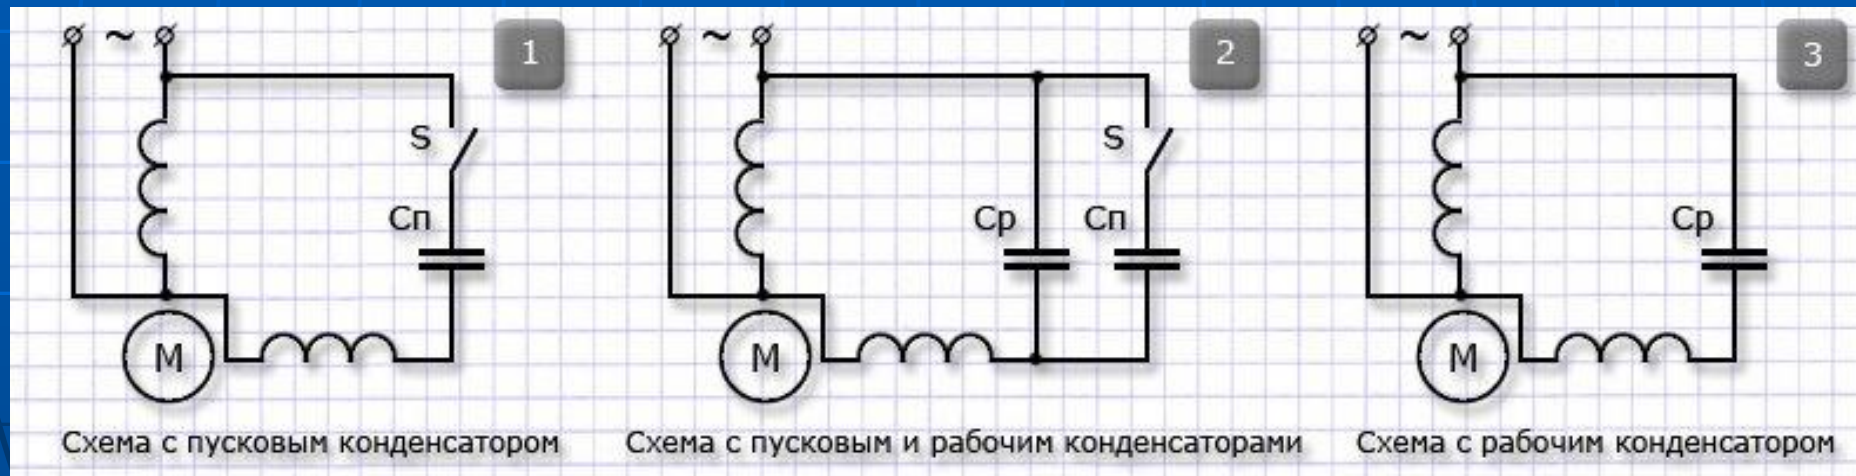 ~
1
S
Сп
M
Схема с пусковым конденсатором
~
2
S
Ср
Сп
M
Схема с пусковым и рабочим конденсаторами
~
3
Ср
M
Схема с рабочим конденсатором